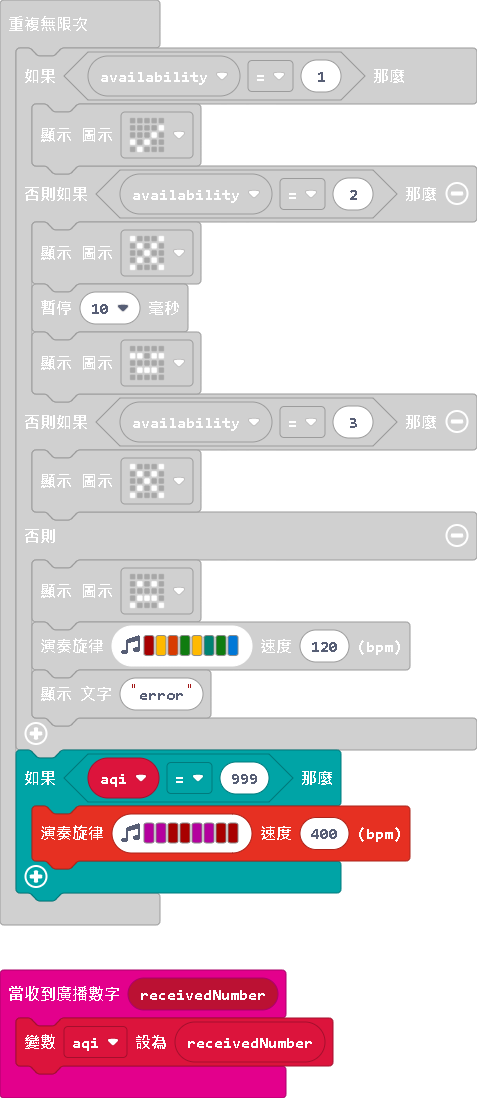 重複無限次
如果 availability = 1 那麼
顯示 圖示
否則如果 availability = 2 那麼
顯示 圖示
暫停 10 毫秒
顯示 圖示
否則如果 availability = 3 那麼
顯示 圖示
否則
顯示 圖示
演奏旋律 速度 120 (bpm)
顯示 文字 "error"
如果 aqi = 999 那麼
演奏旋律 速度 400 (bpm)
當收到廣播數字 receivedNumber
變數 aqi 設為 receivedNumber